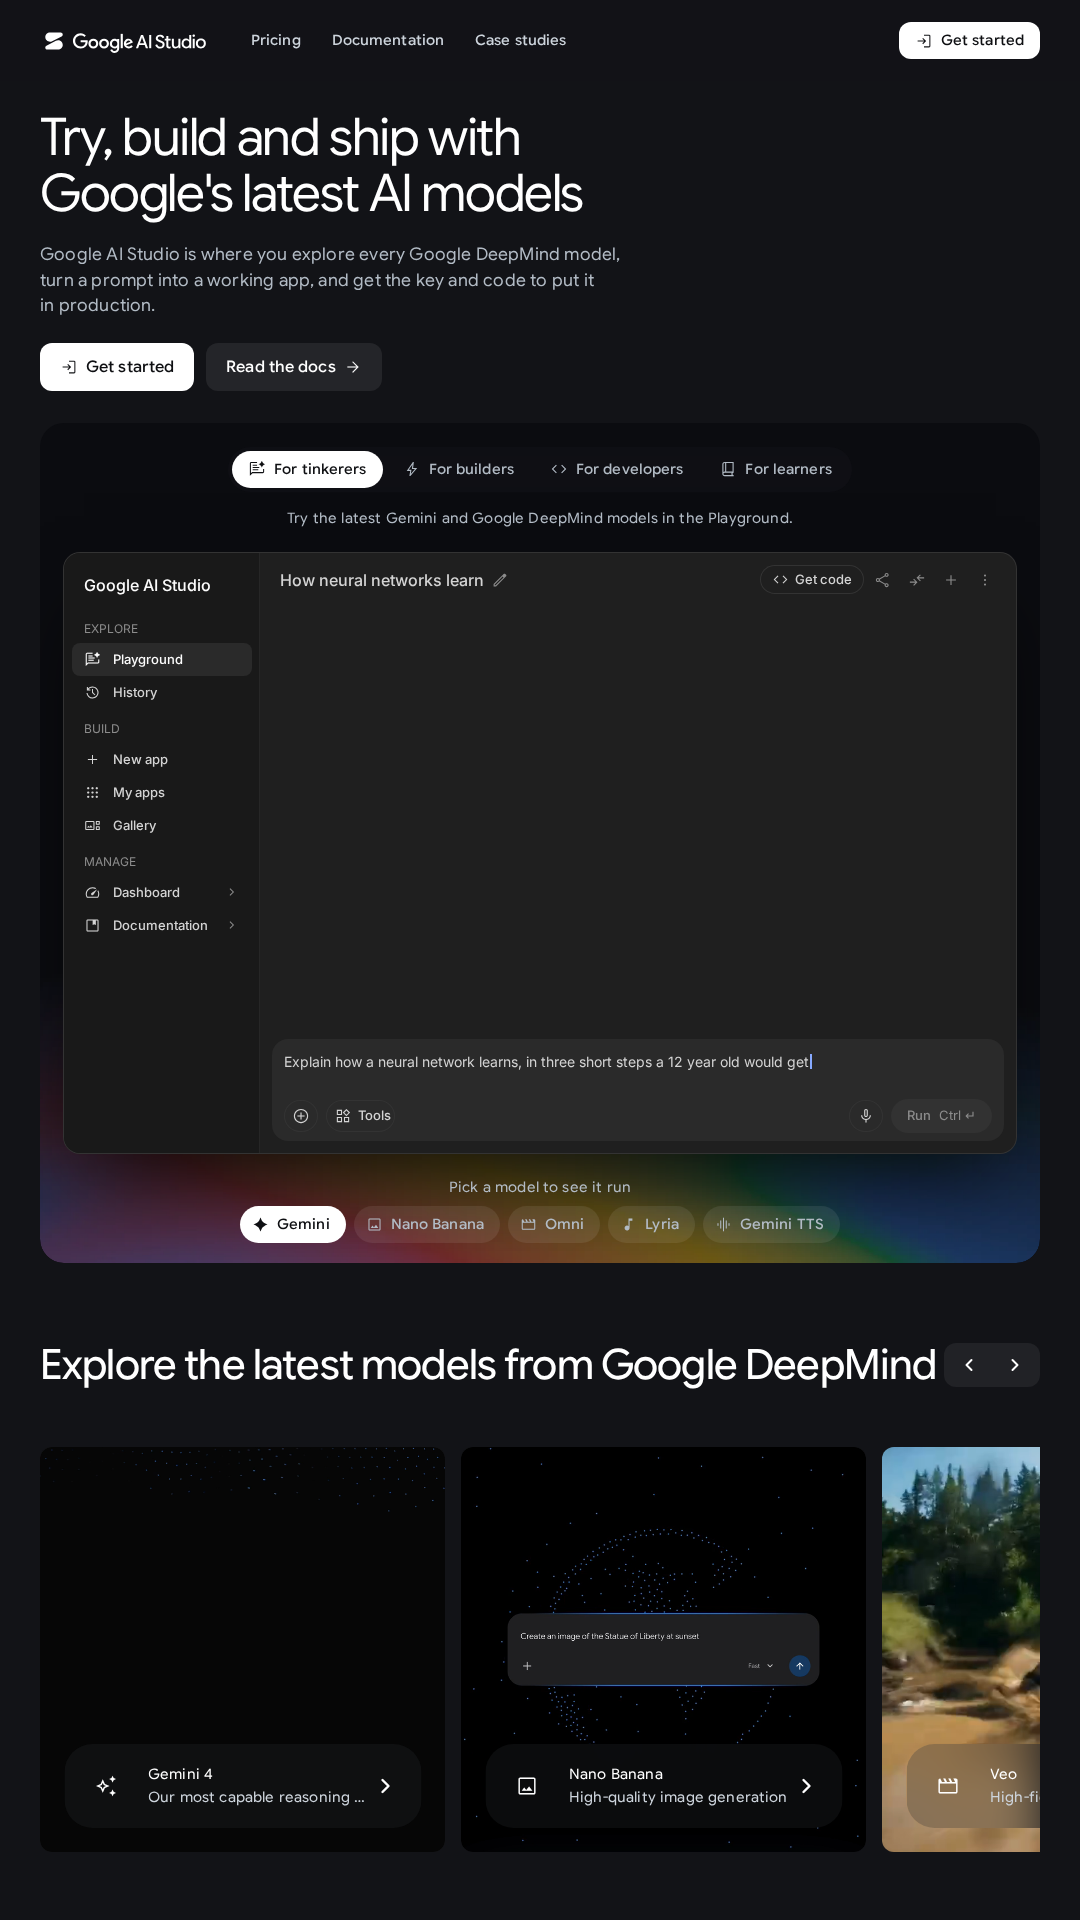 Google AI Studio
Pricing
Documentation
Case studies
Get started
Try, build and ship with
Google's latest AI models
Google AI Studio is where you explore every Google DeepMind model,
turn a prompt into a working app, and get the key and code to put it
in production.
Get started
Read the docs
For tinkerers
For builders
For developers
For learners
Try the latest Gemini and Google DeepMind models in the Playground.
Google AI Studio
How neural networks learn
Get code
EXPLORE
Playground
History
BUILD
New app
My apps
Gallery
MANAGE
Dashboard
Documentation
Explain how a neural network learns, in three short steps a 12 year old would get
Tools
Run Ctrl ↵
Pick a model to see it run
Gemini
Nano Banana
Omni
Lyria
Gemini TTS
Explore the latest models from Google DeepMind
Create an image of the Statue of Liberty at sunset
Fast
Gemini 4
Our most capable reasoning ...
Nano Banana
High-quality image generation
Veo
High-fi